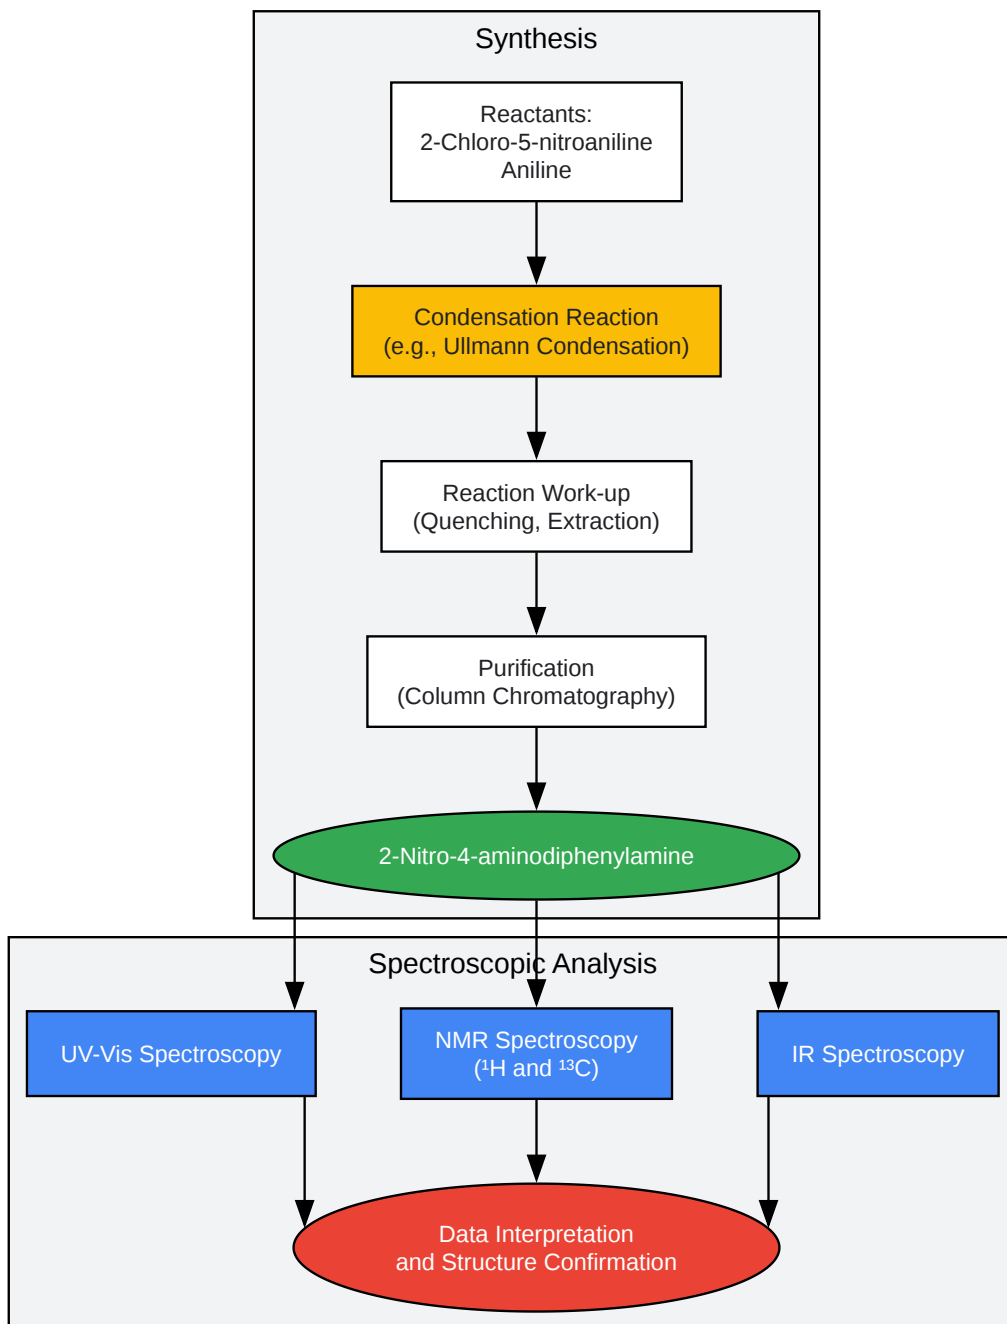 Synthesis
Reactants:
2-Chloro-5-nitroaniline
Aniline
Condensation Reaction
(e.g., Ullmann Condensation)
Reaction Work-up
(Quenching, Extraction)
Purification
(Column Chromatography)
2-Nitro-4-aminodiphenylamine
Spectroscopic Analysis
UV-Vis Spectroscopy
NMR Spectroscopy
(¹H and ¹³C)
IR Spectroscopy
Data Interpretation
and Structure Confirmation